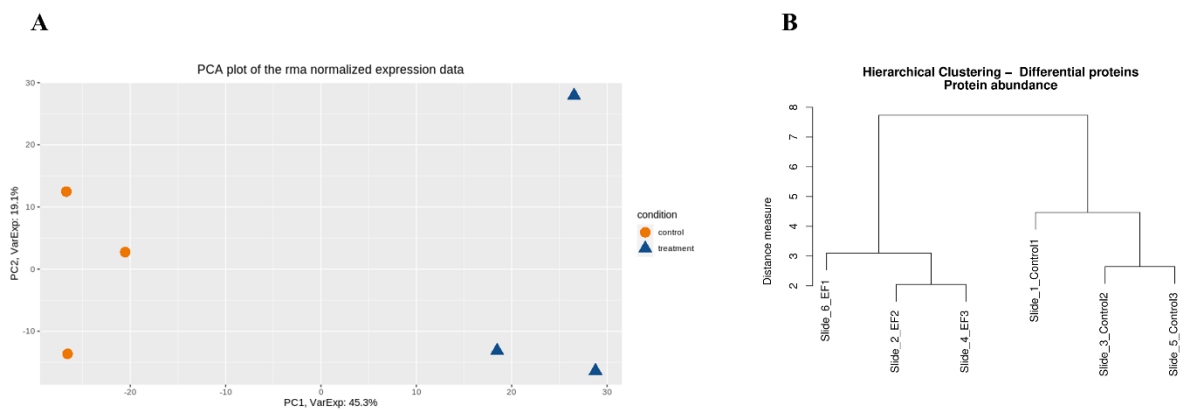 A
PCA plot of the rma normalized expression data
30
20
10
0
-10
-20
-10
0
10
20
30
PC2, VarExp: 19.1%
PC1, VarExp: 45.3%
condition
control
treatment
B
Hierarchical Clustering − Differential proteins
Protein abundance
8
7
6
5
4
3
2
Distance measure
Slide_6_EF1
Slide_2_EF2
Slide_4_EF3
Slide_1_Control1
Slide_3_Control2
Slide_5_Control3